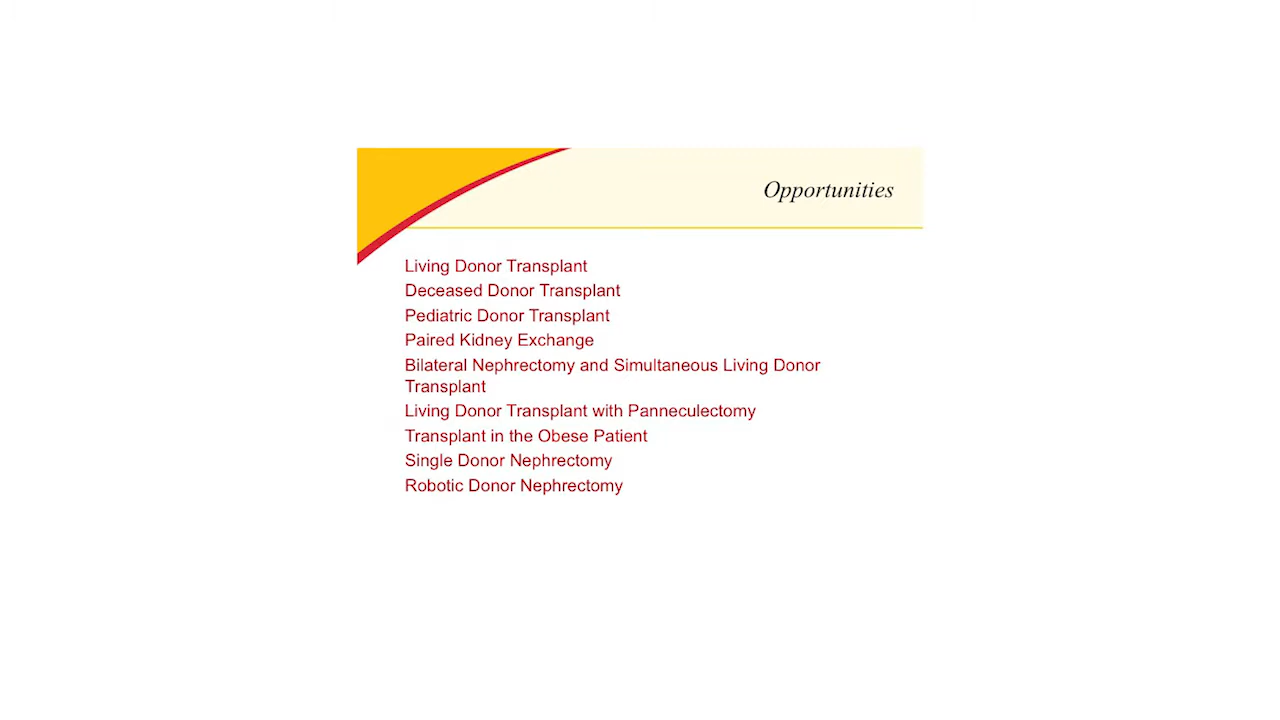 Opportunities
Living Donor Transplant
Deceased Donor Transplant
Pediatric Donor Transplant
Paired Kidney Exchange
Bilateral Nephrectomy and Simultaneous Living Donor
Transplant
Living Donor Transplant with Panneculectomy
Transplant in the Obese Patient
Single Donor Nephrectomy
Robotic Donor Nephrectomy